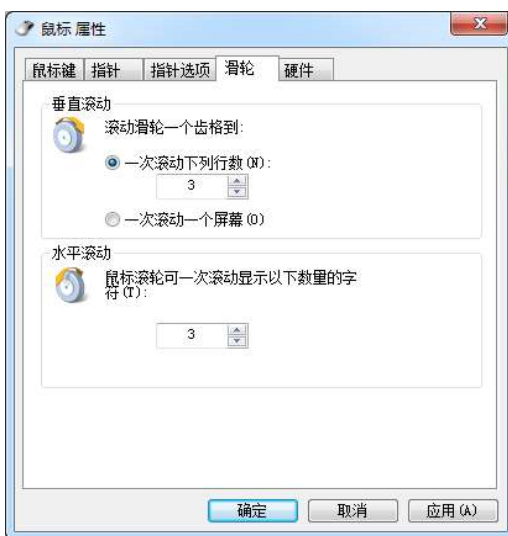 鼠标 属性
鼠标键 指针 指针选项 滑轮 硬件
垂直滚动
滚动滑轮一个齿格到:
一次滚动下列行数(N):
3
一次滚动一个屏幕(O)
水平滚动
鼠标滚轮可一次滚动显示以下数量的字
符(T):
3
确定 取消 应用(A)